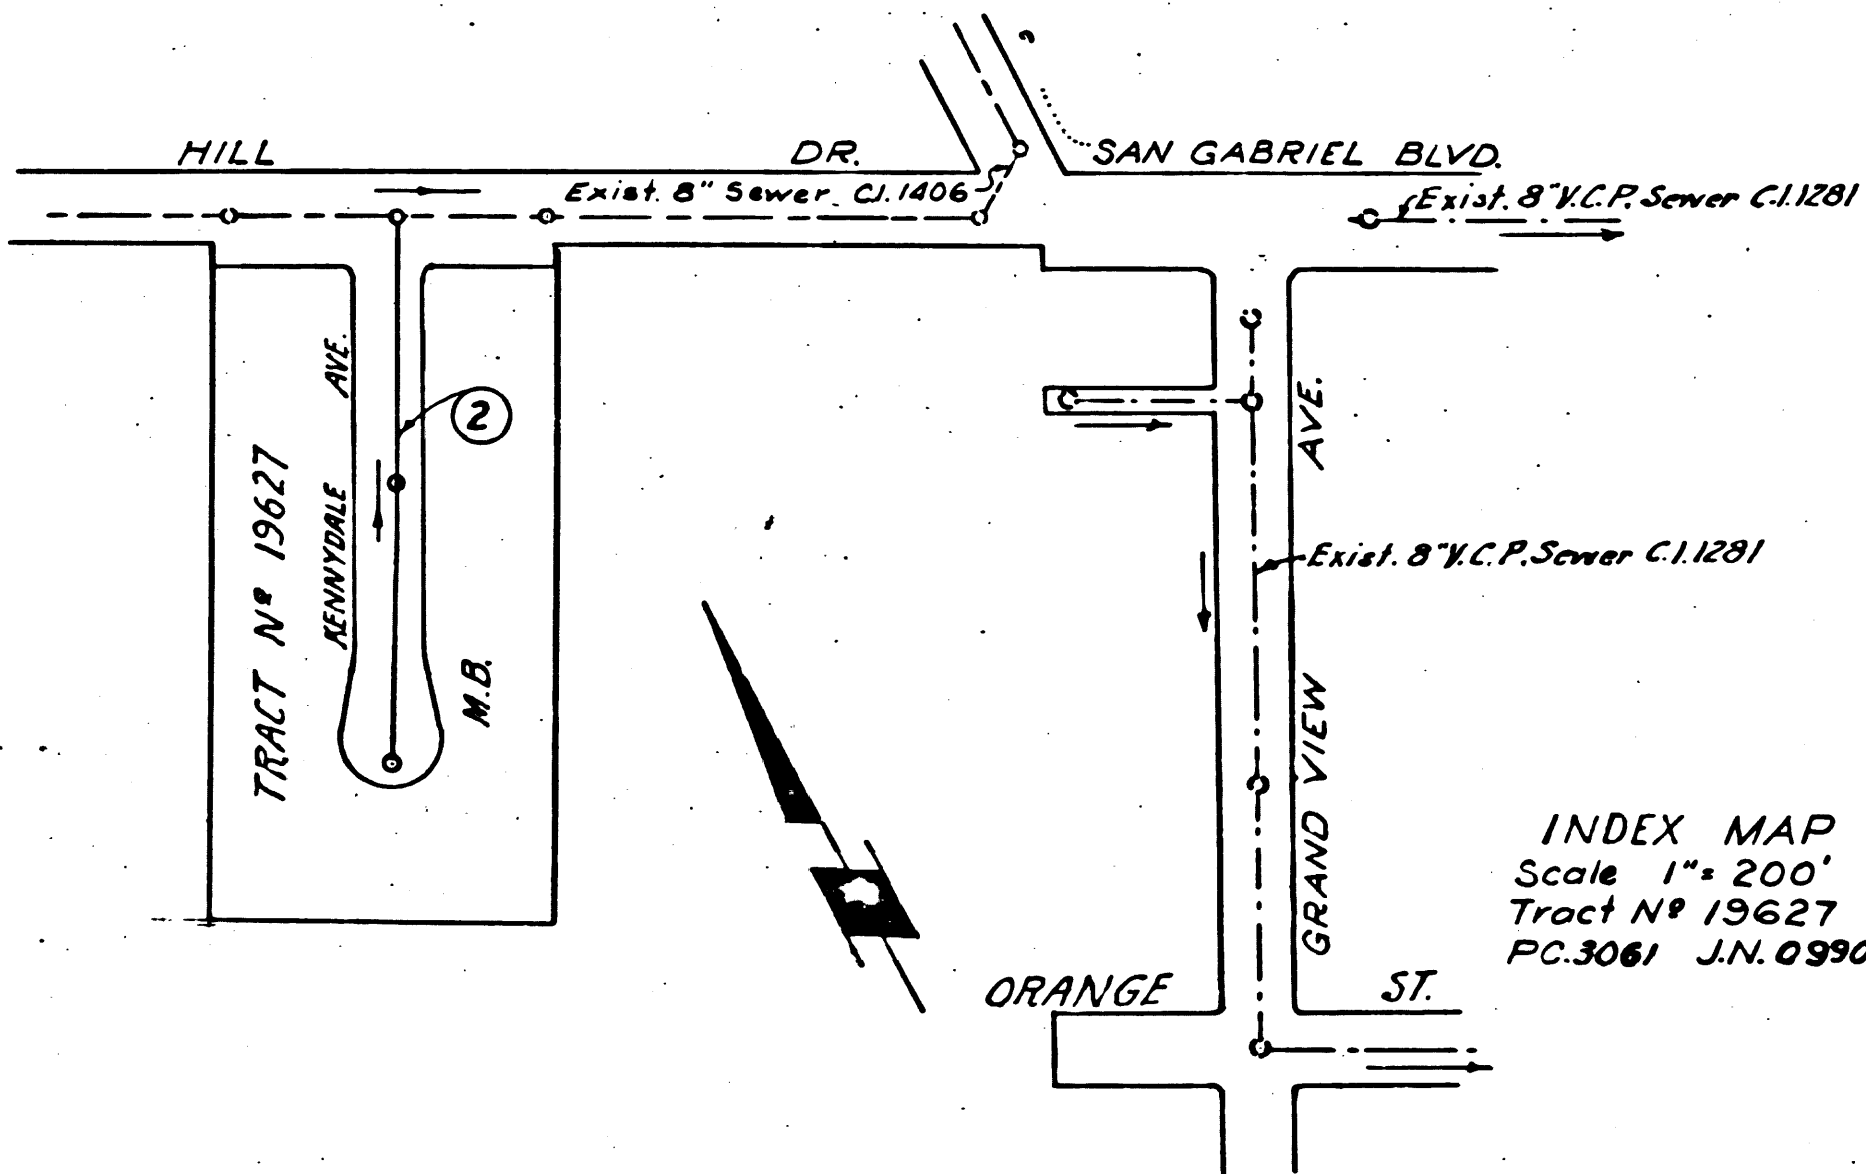 HILL DR.
SAN GABRIEL BLVD.
Exist. 8" Sewer C.I. 1406
Exist. 8" V.C.P. Sewer C.I. 1281
KENNYDALE AVE.
2
TRACT Nº 19627
M.B.
GRAND VIEW AVE.
Exist. 8" V.C.P. Sewer C.I. 1281
ORANGE ST.
INDEX MAP
Scale 1" = 200'
Tract Nº 19627
P.C. 3061 J.N. 0990